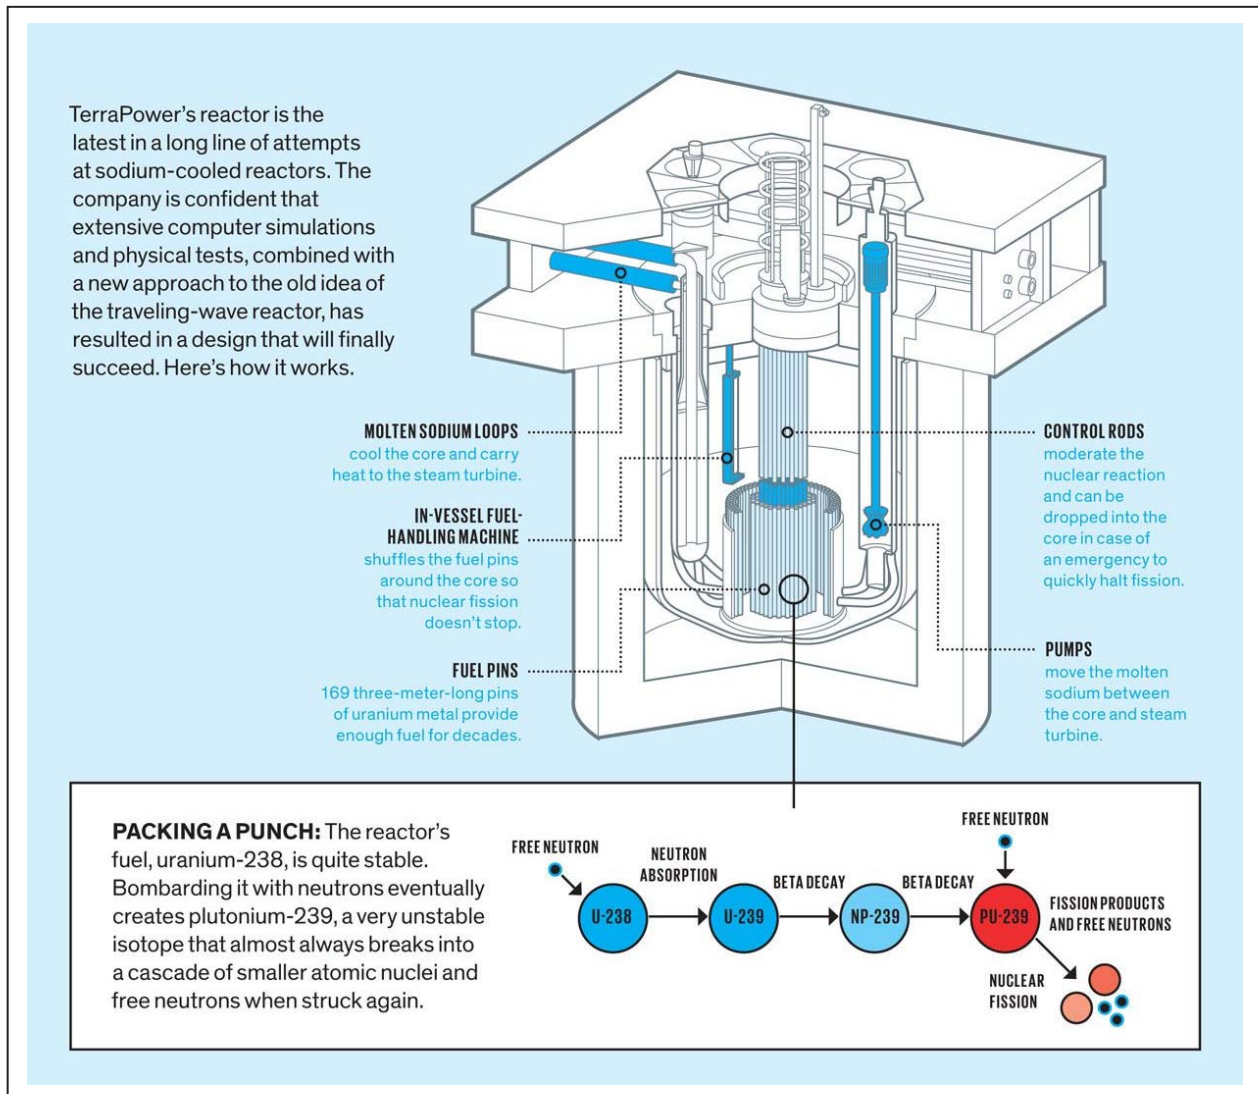 TerraPower's reactor is the
latest in a long line of attempts
at sodium-cooled reactors. The
company is confident that
extensive computer simulations
and physical tests, combined with
a new approach to the old idea of
the traveling-wave reactor, has
resulted in a design that will finally
succeed. Here's how it works.
MOLTEN SODIUM LOOPS
cool the core and carry
heat to the steam turbine.
IN-VESSEL FUEL-
HANDLING MACHINE
shuffles the fuel pins
around the core so
that nuclear fission
doesn't stop.
FUEL PINS
169 three-meter-long pins
of uranium metal provide
enough fuel for decades.
CONTROL RODS
moderate the
nuclear reaction
and can be
dropped into the
core in case of
an emergency to
quickly halt fission.
PUMPS
move the molten
sodium between
the core and steam
turbine.
PACKING A PUNCH: The reactor's
fuel, uranium-238, is quite stable.
Bombarding it with neutrons eventually
creates plutonium-239, a very unstable
isotope that almost always breaks into
a cascade of smaller atomic nuclei and
free neutrons when struck again.
FREE NEUTRON
U-238
NEUTRON
ABSORPTION
U-239
BETA DECAY
NP-239
BETA DECAY
FREE NEUTRON
PU-239
FISSION PRODUCTS
AND FREE NEUTRONS
NUCLEAR
FISSION